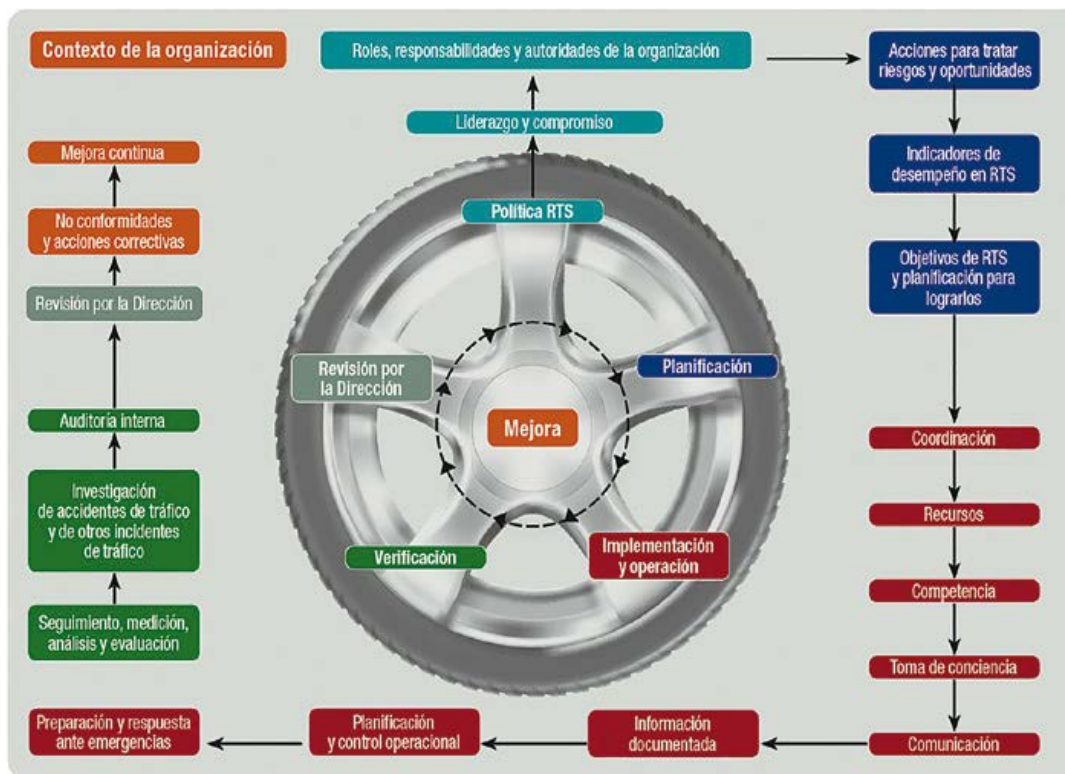 Contexto de la organización
Roles, responsabilidades y autoridades de la organización
Acciones para tratar
riesgos y oportunidades
Liderazgo y compromiso
Mejora continua
Indicadores de
desempeño en RTS
Política RTS
No conformidades
y acciones correctivas
Objetivos de RTS
y planificación para
lograrlos
Revisión por la Dirección
Revisión por
la Dirección
Planificación
Mejora
Auditoría interna
Coordinación
Investigación
de accidentes de tráfico
y de otros incidentes
de tráfico
Recursos
Verificación
Implementación
y operación
Competencia
Seguimiento, medición,
análisis y evaluación
Toma de conciencia
Preparación y respuesta
ante emergencias
Planificación
y control operacional
Información
documentada
Comunicación